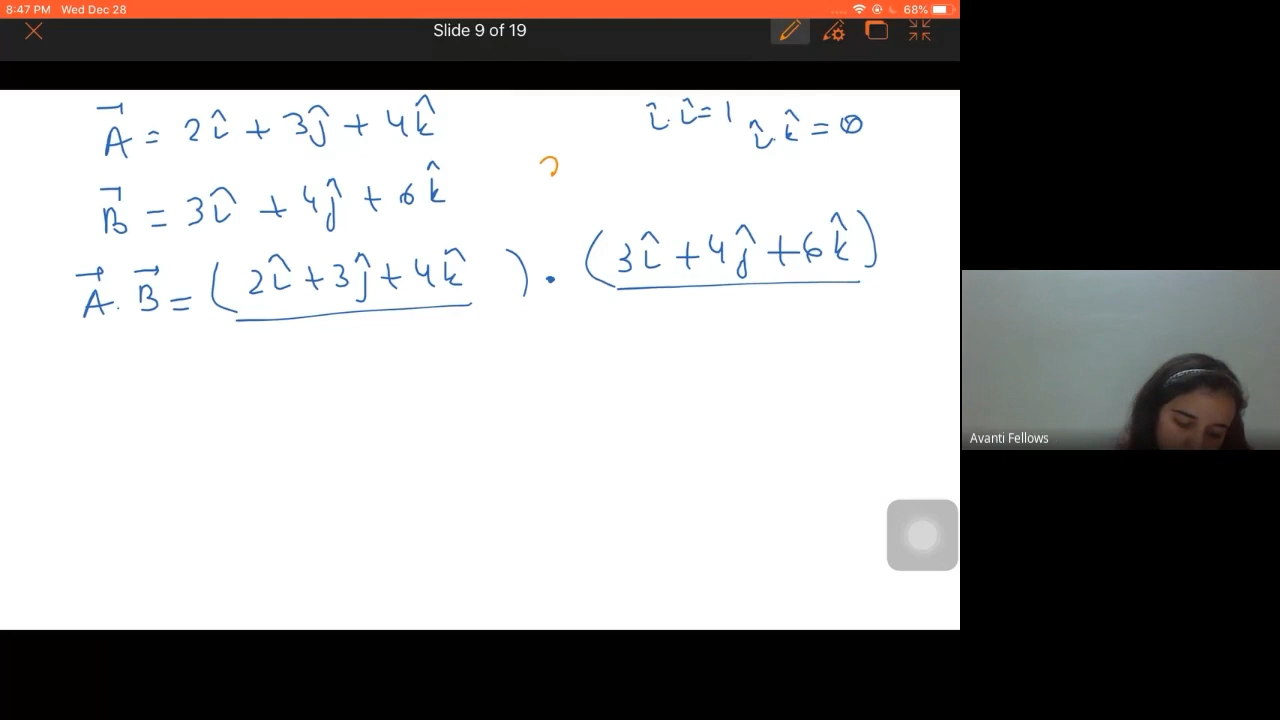 8:47 PM Wed Dec 28
68%
Slide 9 of 19
A⃗ = 2î + 3ĵ + 4k̂
î.î = 1 î.k̂ = 0
B⃗ = 3î + 4ĵ + 6k̂
2
A⃗.B⃗ = (2î + 3ĵ + 4k̂) . (3î + 4ĵ + 6k̂)
Avanti Fellows